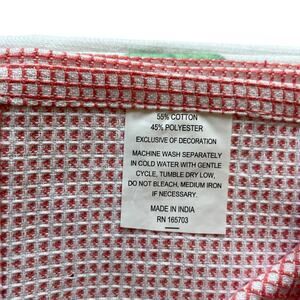 55% COTTON
45% POLYESTER
EXCLUSIVE OF DECORATION
MACHINE WASH SEPARATELY
IN COLD WATER WITH GENTLE
CYCLE, TUMBLE DRY LOW,
DO NOT BLEACH, MEDIUM IRON
IF NECESSARY.
MADE IN INDIA
RN 165703